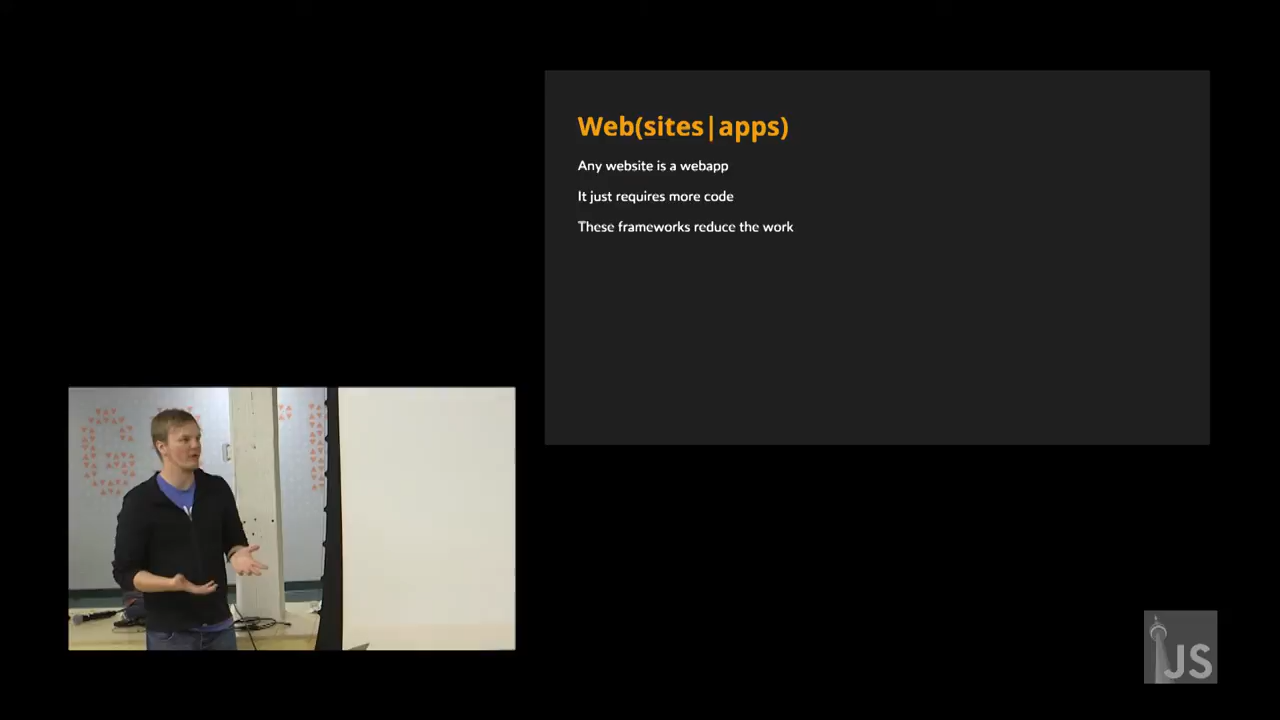 Web(sites|apps)
Any website is a webapp
It just requires more code
These frameworks reduce the work
JS